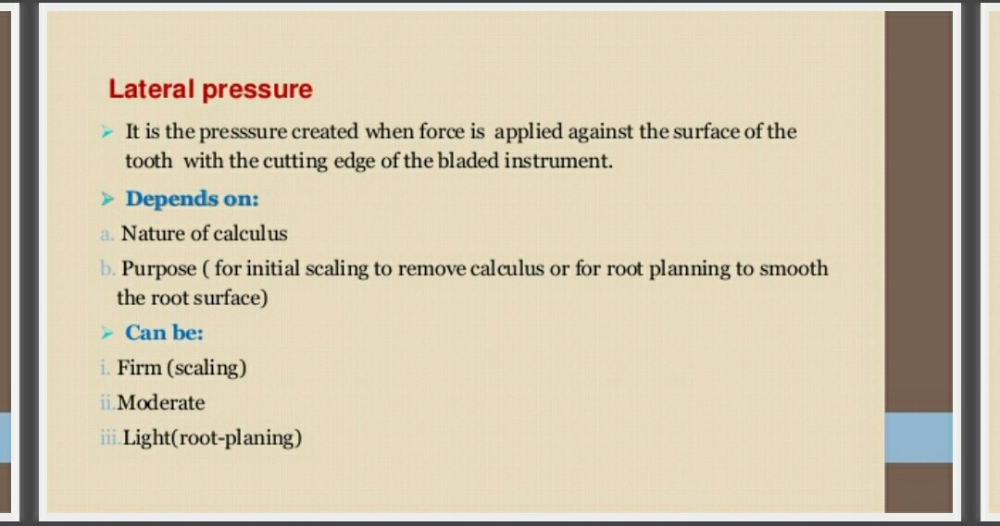 Lateral pressure
➢ It is the presssure created when force is applied against the surface of the
tooth with the cutting edge of the bladed instrument.
➢ Depends on:
a. Nature of calculus
b. Purpose ( for initial scaling to remove calculus or for root planning to smooth
the root surface)
➢ Can be:
i. Firm (scaling)
ii.Moderate
iii.Light(root-planing)